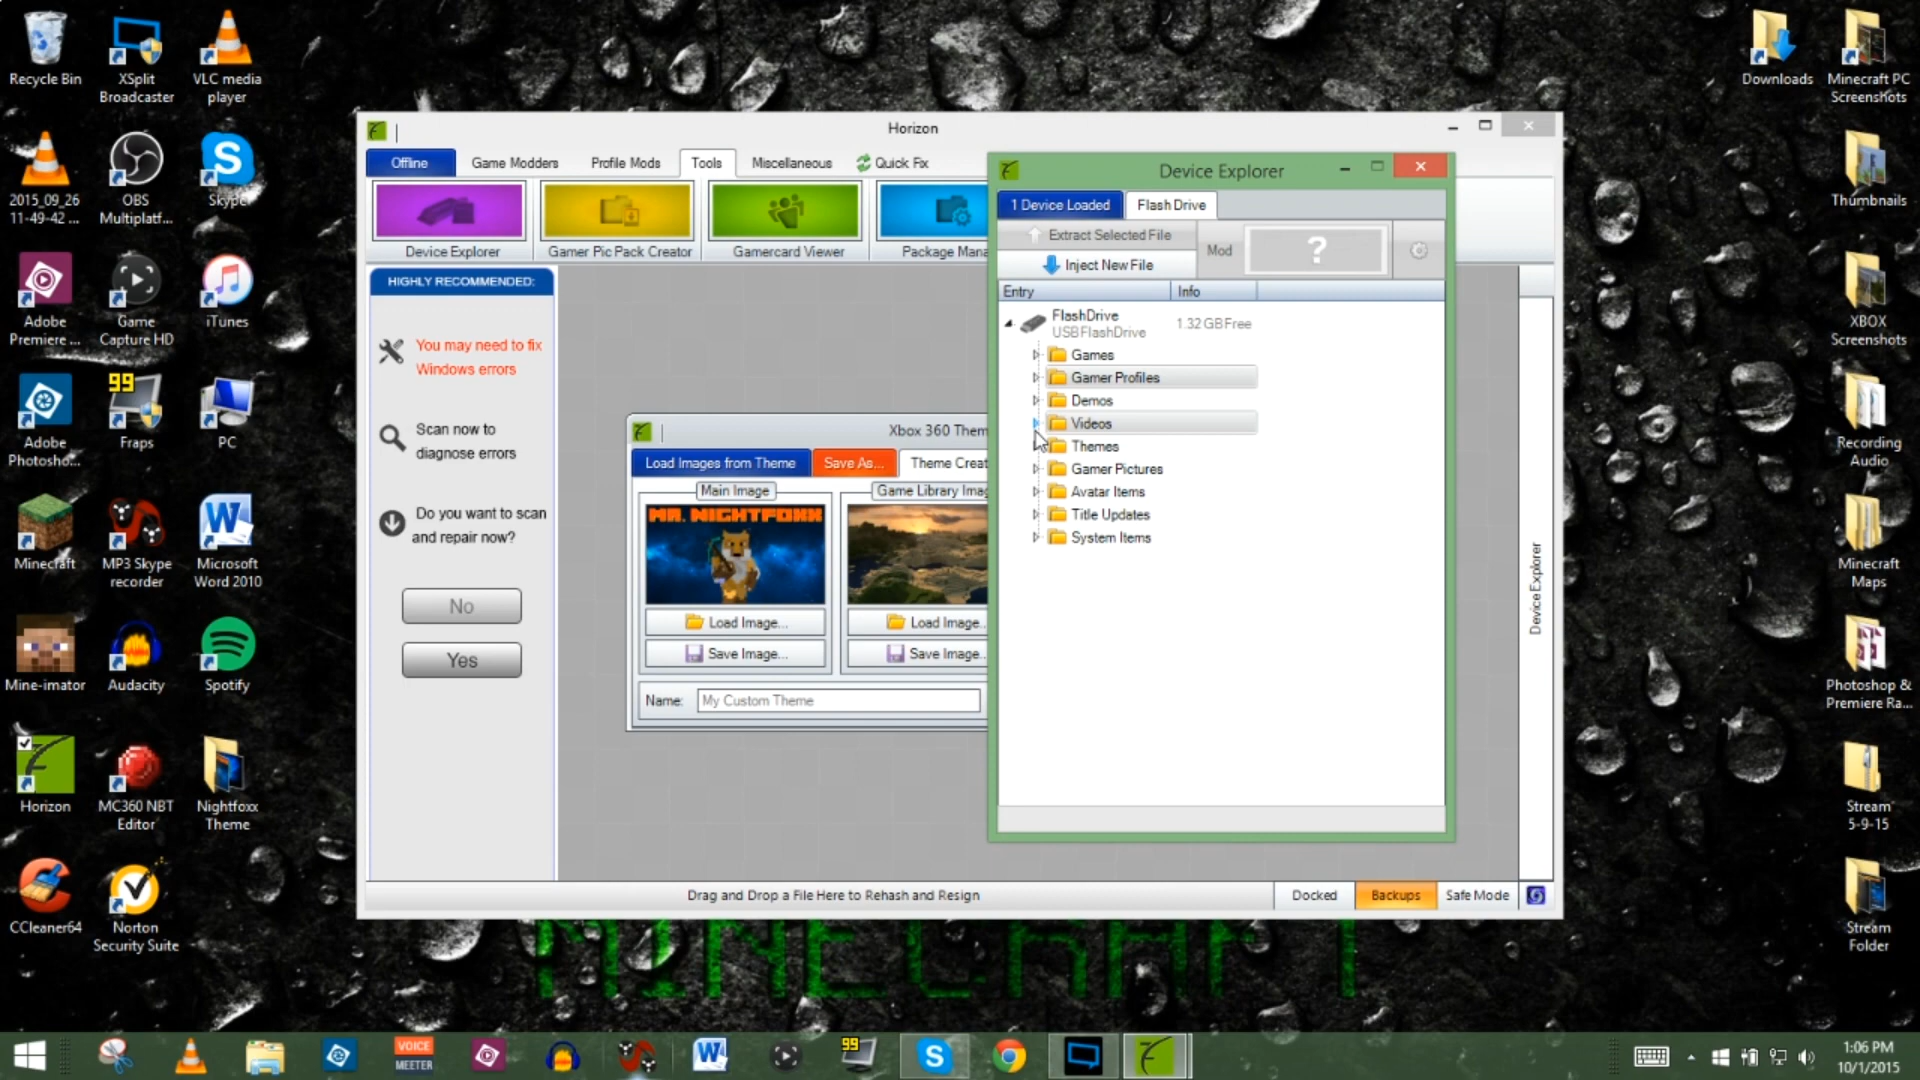 Recycle Bin
XSplit
Broadcaster
VLC media
player
2015_09_26
11-49-42 ...
OBS
Multiplatf...
Skype
Adobe
Premiere ...
Game
Capture HD
iTunes
Adobe
Photosho...
99
Fraps
PC
Minecraft
MP3 Skype
recorder
Microsoft
Word 2010
Mine-imator
Audacity
Spotify
Horizon
MC360 NBT
Editor
Nightfoxx
Theme
CCleaner64
Norton
Security Suite
Downloads
Minecraft PC
Screenshots
Thumbnails
XBOX
Screenshots
Recording
Audio
Minecraft
Maps
Photoshop &
Premiere Ra...
Stream
5-9-15
Stream
Folder
Horizon
Offline
Game Modders
Profile Mods
Tools
Miscellaneous
Quick Fix
Device Explorer
Gamer Pic Pack Creator
Gamercard Viewer
Package Mana
HIGHLY RECOMMENDED:
You may need to fix
Windows errors
Scan now to
diagnose errors
Do you want to scan
and repair now?
No
Yes
Xbox 360 Them
Load Images from Theme
Save As...
Theme Creat
Main Image
Game Library Imag
MR. NIGHTFOXX
Load Image...
Load Image..
Save Image...
Save Image..
Name:
My Custom Theme
Device Explorer
1 Device Loaded
Flash Drive
Extract Selected File
Inject New File
Mod
?
Entry
Info
FlashDrive
USBFlashDrive
1.32 GB Free
Games
Gamer Profiles
Demos
Videos
Themes
Gamer Pictures
Avatar Items
Title Updates
System Items
Device Explorer
Drag and Drop a File Here to Rehash and Resign
Docked
Backups
Safe Mode
MINECRAFT
VOICE
MEETER
99
1:06 PM
10/1/2015